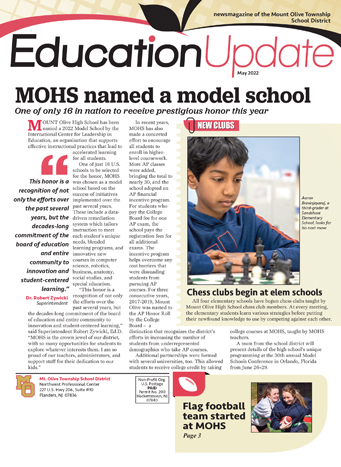 newsmagazine of the Mount Olive Township
School District
Education Update
May 2022
MOHS named a model school
One of only 16 in nation to receive prestigious honor this year
MOUNT Olive High School has been
named a 2022 Model School by the
International Center for Leadership in
Education, an organization that supports
effective instructional practices that lead to
accelerated learning
for all students.
One of just 16 U.S.
schools to be selected
for the honor, MOHS
was chosen as a model
school based on the
success of initiatives
implemented over the
past several years.
These include a data-
driven consultation
system which tailors
instruction to meet
each student's unique
needs, blended
learning programs, and
innovative new
courses in computer
science, robotics,
business, anatomy,
social studies, and
special education.
"This honor is a
recognition of not only
the efforts over the
past several years, but
the decades-long commitment of the board
of education and entire community to
innovation and student-centered learning,"
said Superintendent Robert Zywicki, Ed.D.
"MOHS is the crown jewel of our district,
with so many opportunities for students to
explore whatever interests them. I am so
proud of our teachers, administrators, and
support staff for their dedication to our
kids."
“
This honor is a
recognition of not
only the efforts over
the past several
years, but the
decades-long
commitment of the
board of education
and entire
community to
innovation and
student-centered
learning."
Dr. Robert Zywicki
Superintendent
In recent years,
MOHS has also
made a concerted
effort to encourage
all students to
enroll in higher-
level coursework.
More AP classes
were added,
bringing the total to
nearly 30, and the
school adopted an
AP financial
incentive program.
For students who
pay the College
Board fee for one
AP exam, the
school pays the
registration fees for
all additional
exams. The
incentive program
helps overcome any
cost barriers that
were dissuading
students from
pursuing AP
courses. For three
consecutive years,
2017-2019, Mount
Olive was named to
the AP Honor Roll
by the College
Board – a
distinction that recognizes the district's
efforts in increasing the number of
students from underrepresented
demographics who take AP courses.
Additional partnerships were formed
with several universities, too. This allowed
students to receive college credit by taking
college courses at MOHS, taught by MOHS
teachers.
A team from the school district will
present details of the high school's unique
programming at the 30th annual Model
Schools Conference in Orlando, Florida
from June 26-29.
NEW CLUBS
third-grader at
Sandshore
Elementary
School, looks for
his next move
Chess clubs begin at elem schools
All four elementary schools have begun chess clubs taught by
Mount Olive High School chess club members. At every meeting,
the elementary students learn various strategies before putting
their newfound knowledge to use by competing against each other.
Mt. Olive Township School District
Northwest Professional Center
227 U.S. Hwy 206, Suite #10
Flanders, NJ 07836
Non-Profit Org.
U.S. Postage
PAID
Permit No. 203
Hackettstown, NJ
07840
Flag football
team started
at MOHS
Page 3